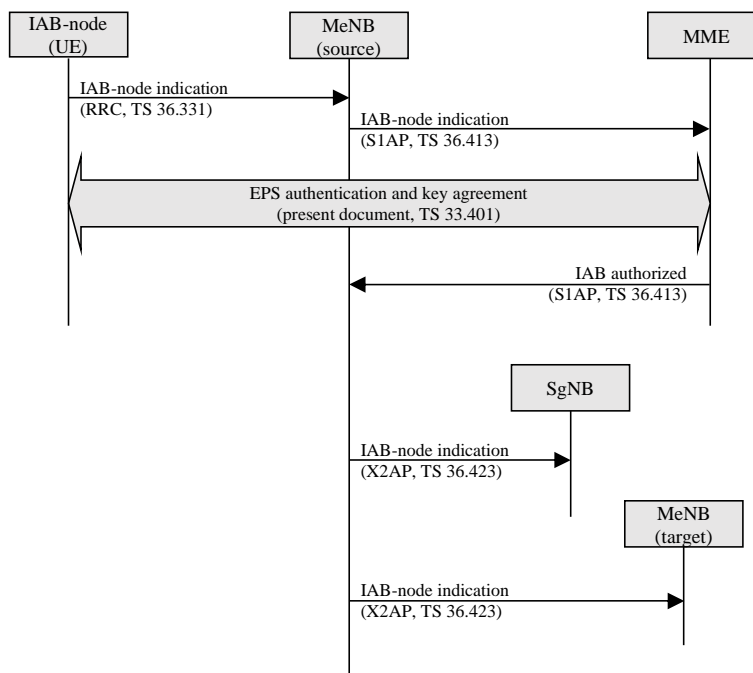 IAB-node
(UE)
MeNB
(source)
MME
IAB-node indication
(RRC, TS 36.331)
IAB-node indication
(S1AP, TS 36.413)
EPS authentication and key agreement
(present document, TS 33.401)
IAB authorized
(S1AP, TS 36.413)
SgNB
IAB-node indication
(X2AP, TS 36.423)
MeNB
(target)
IAB-node indication
(X2AP, TS 36.423)